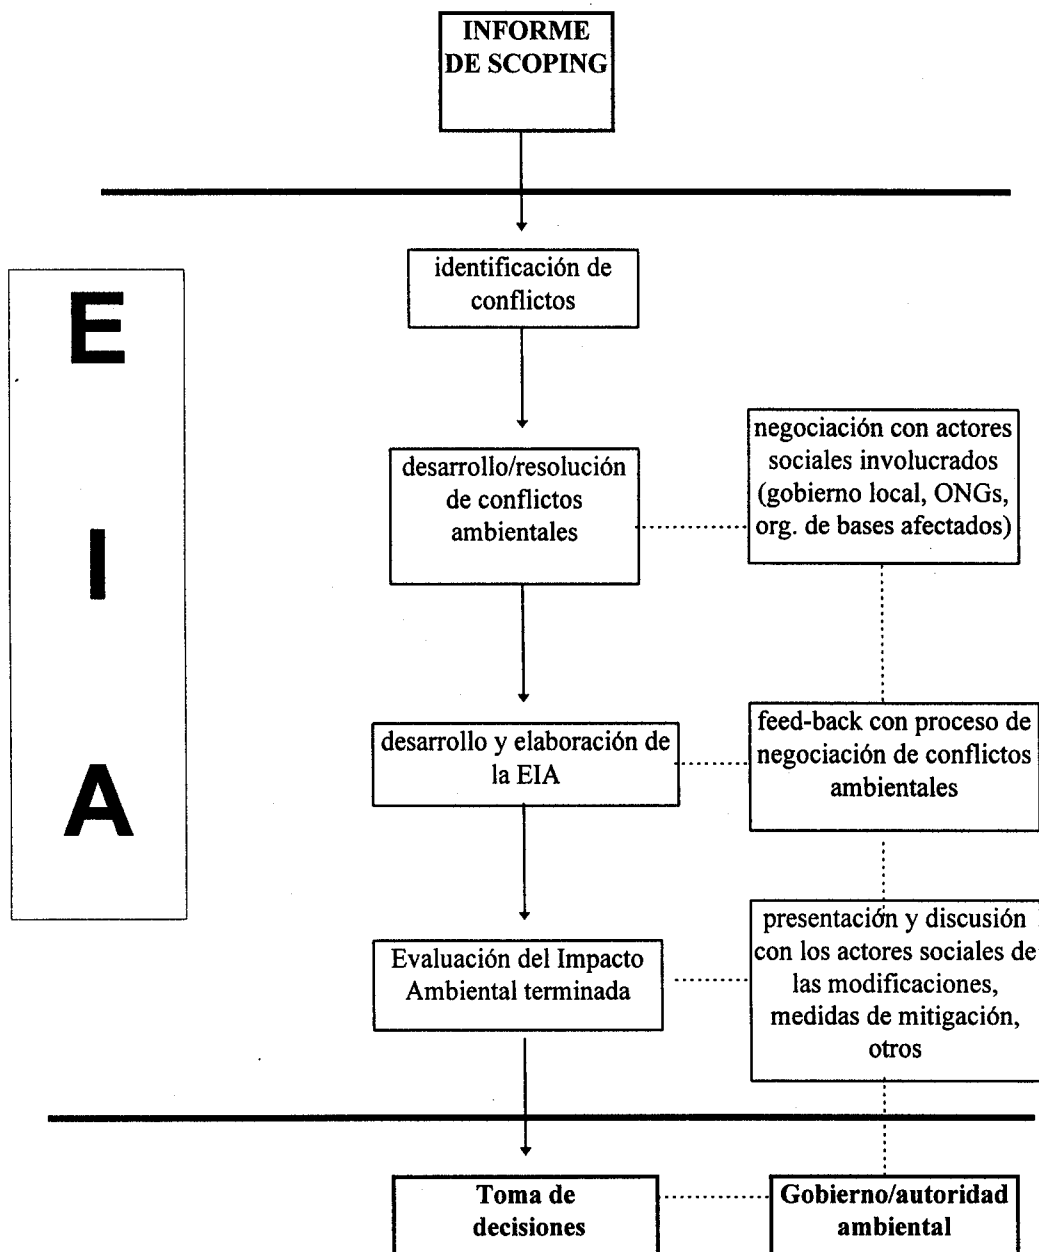 INFORME
DE SCOPING
identificación de
conflictos
E
I
A
desarrollo/resolución
de conflictos
ambientales
negociación con actores
sociales involucrados
(gobierno local, ONGs,
org. de bases afectados)
desarrollo y elaboración de
la EIA
feed-back con proceso de
negociación de conflictos
ambientales
Evaluación del Impacto
Ambiental terminada
presentación y discusión
con los actores sociales de
las modificaciones,
medidas de mitigación,
otros
Toma de
decisiones
Gobierno/autoridad
ambiental